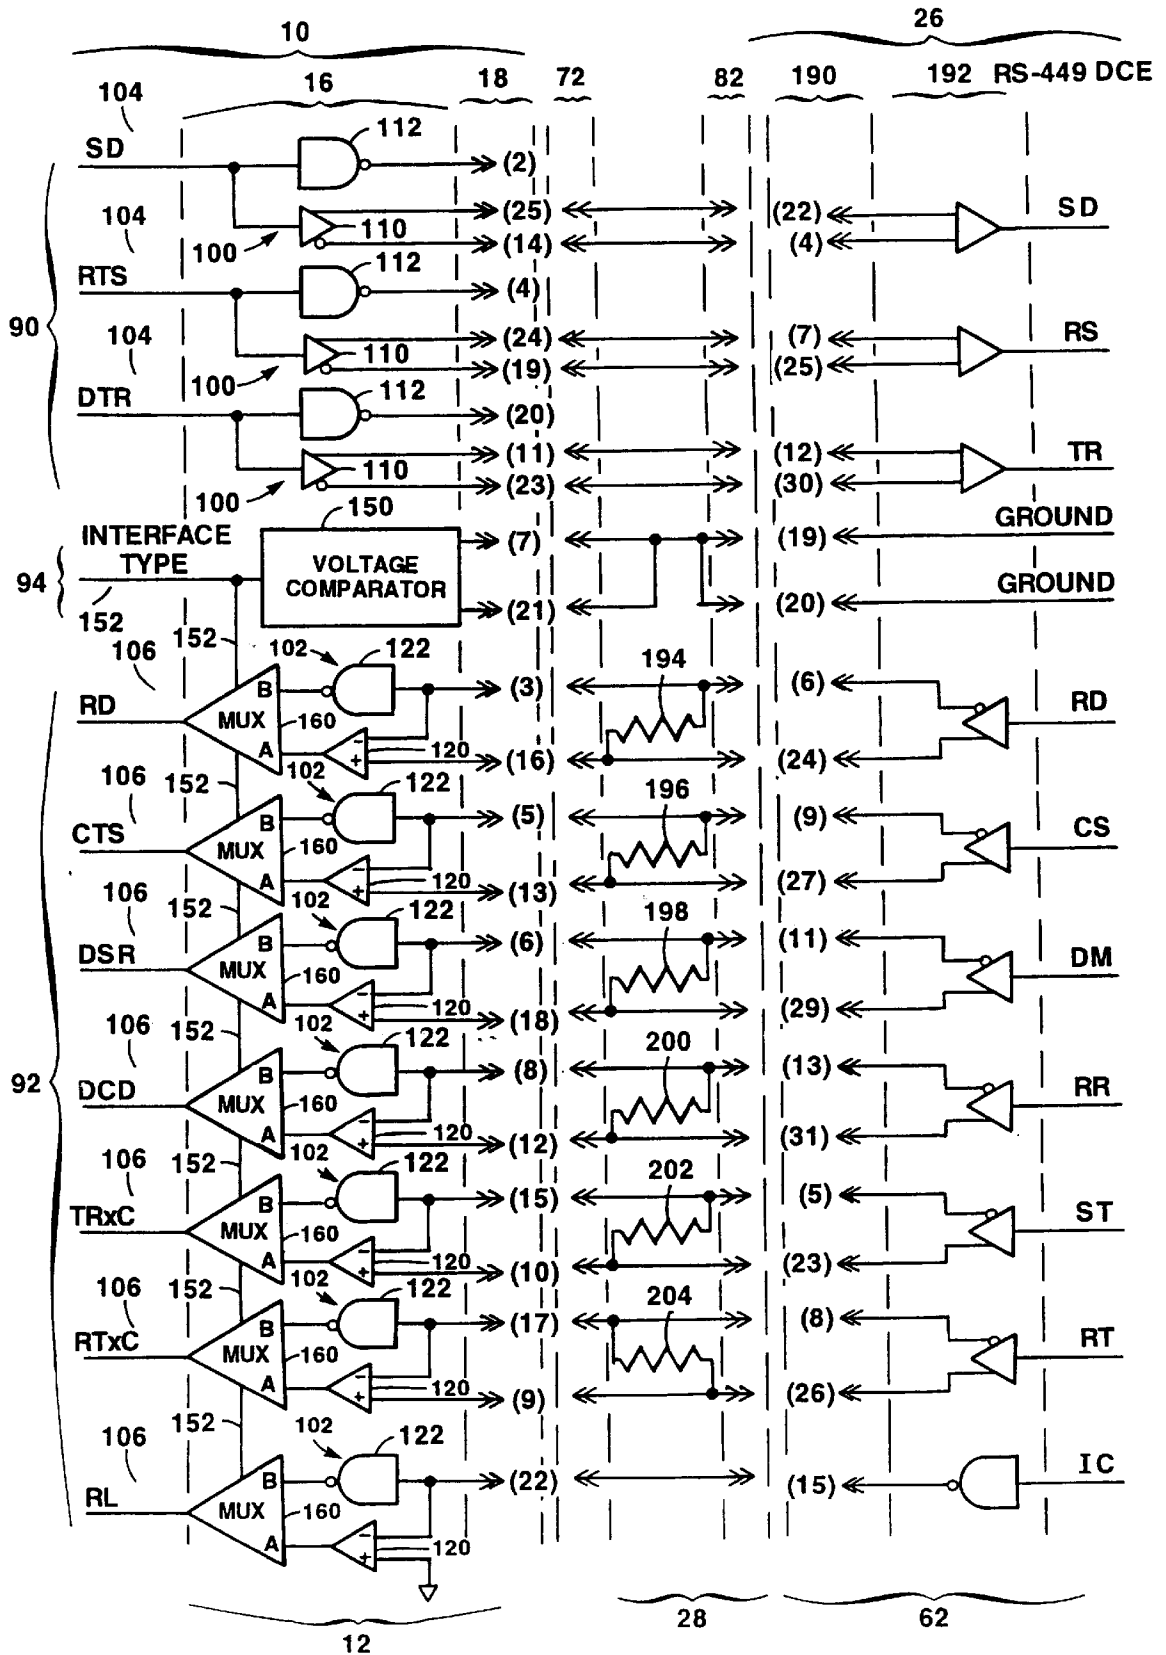 10 26
16 18 72 82 190 192 RS-449 DCE
104 112
SD (2)
104 (25) (22) SD
100 110 (14) (4)
112
RTS (4)
90 104 (24) (7) RS
100 110 (19) (25)
112
DTR (20)
(11) (12) TR
100 110 (23) (30)
150
INTERFACE TYPE VOLTAGE COMPARATOR (7) (19) GROUND
94 152 (21) (20) GROUND
152 102 122 194
106 B (3) (6)
RD MUX 160 RD
A - + 120 (16) (24)
152 102 122 196
106 B (5) (9)
CTS MUX 160 CS
A - + 120 (13) (27)
152 102 122 198
106 B (6) (11)
DSR MUX 160 DM
A - + 120 (18) (29)
152 102 122 200
92 106 B (8) (13)
DCD MUX 160 RR
A - + 120 (12) (31)
152 102 122 202
106 B (15) (5)
TRxC MUX 160 ST
A - + 120 (10) (23)
152 102 122 204
106 B (17) (8)
RTxC MUX 160 RT
A - + 120 (9) (26)
152 102 122
106 B (22) (15) IC
RL MUX 160
A - + 120
12 28 62